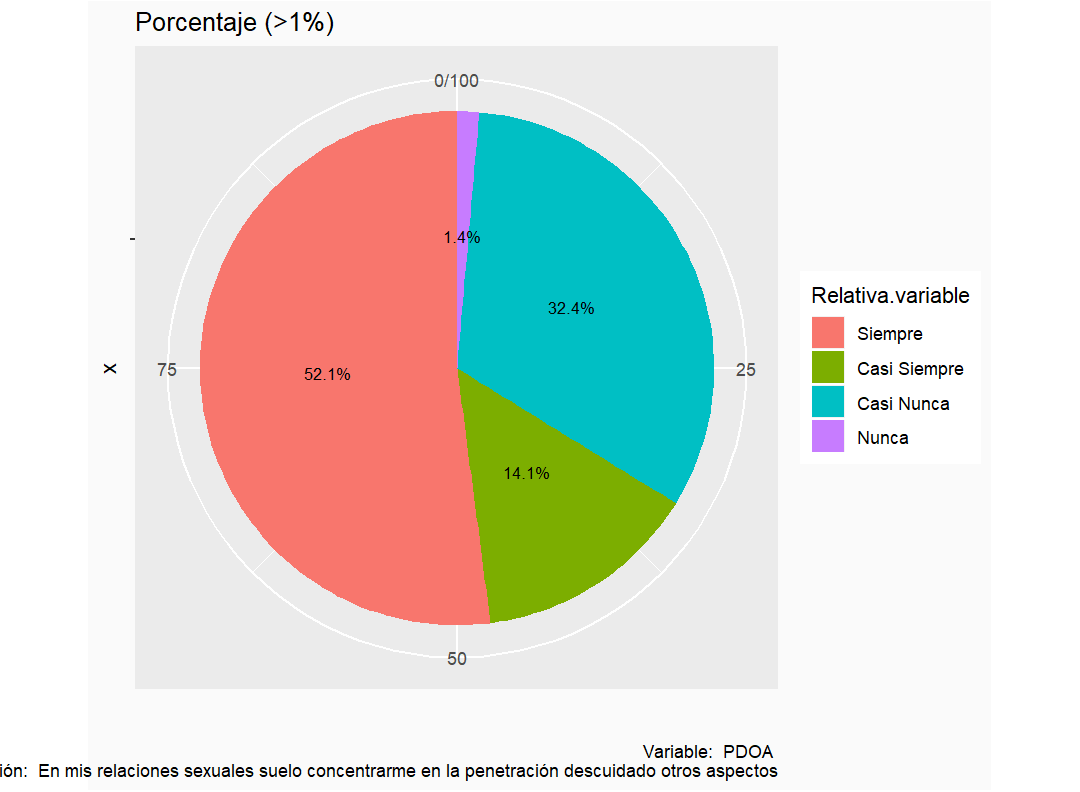 Porcentaje (>1%)
0/100
1.4%
32.4%
52.1%
14.1%
75
25
50
x
Relativa.variable
Siempre
Casi Siempre
Casi Nunca
Nunca
Variable: PDOA
ión: En mis relaciones sexuales suelo concentrarme en la penetración descuidado otros aspectos